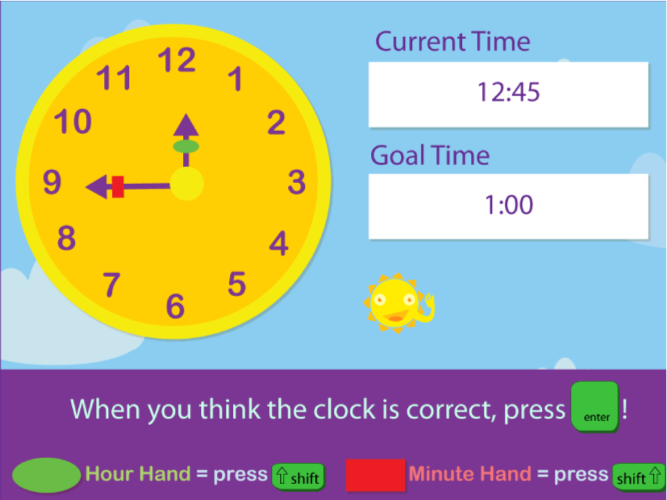 12
11
1
10
2
9
3
8
4
7
5
6
Current Time
12:45
Goal Time
1:00
When you think the clock is correct, press enter!
Hour Hand = press ⇧ shift
Minute Hand = press shift ⇧